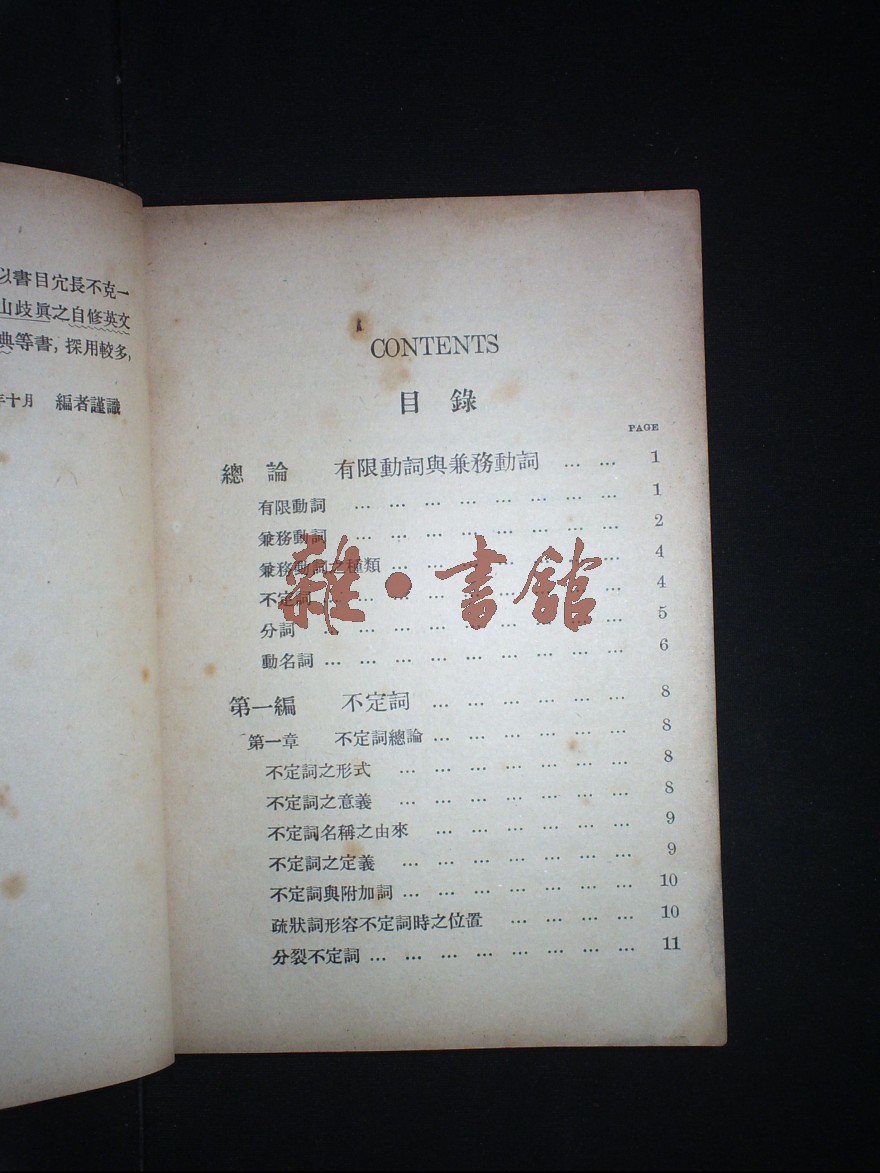 以書目冗長不克一
山歧眞之自修英文
典等書, 採用較多,
年十月 編者謹識
CONTENTS
目錄
PAGE
總論 有限動詞與兼務動詞 … … 1
有限動詞 … … … … … … … … 1
兼務動詞 … … … … … … … … 2
兼務動詞之種類 … … … … … … 4
不定詞 … … … … … … … … … 4
分詞 … … … … … … … … … 5
動名詞 … … … … … … … … … 6
第一編 不定詞 … … … … … … 8
第一章 不定詞總論 … … … … … … 8
不定詞之形式 … … … … … … … 8
不定詞之意義 … … … … … … … 8
不定詞名稱之由來 … … … … … … 9
不定詞之定義 … … … … … … … 9
不定詞與附加詞 … … … … … … … 10
疏狀詞形容不定詞時之位置 … … … … 10
分裂不定詞 … … … … … … … … 11
雜·書館